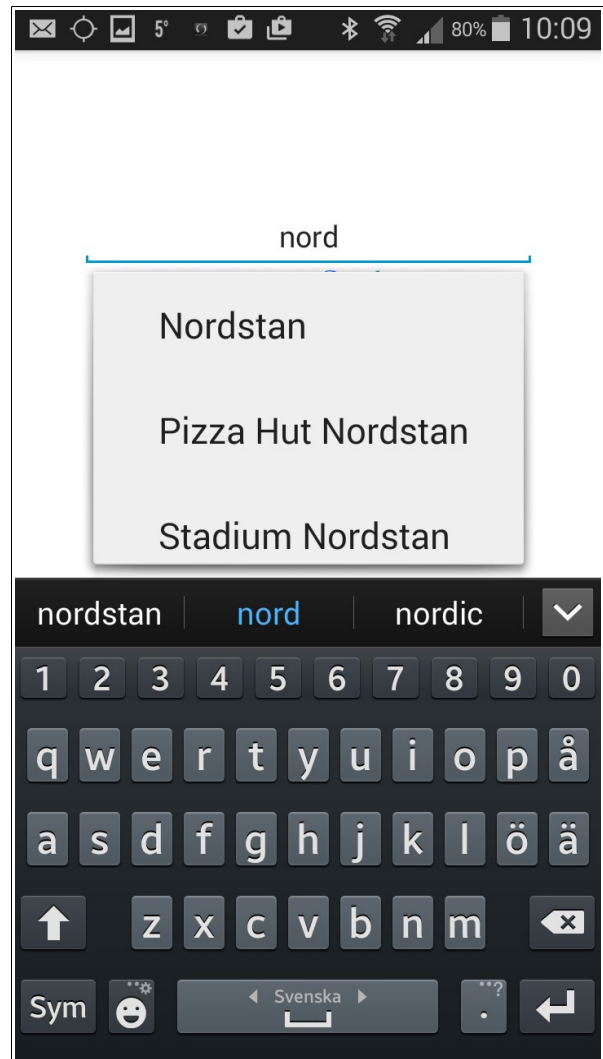 5° 80% 10:09
nord
Nordstan
Pizza Hut Nordstan
Stadium Nordstan
nordstan nord nordic
1 2 3 4 5 6 7 8 9 0
q w e r t y u i o p å
a s d f g h j k l ö ä
z x c v b n m
Sym Svenska . ?